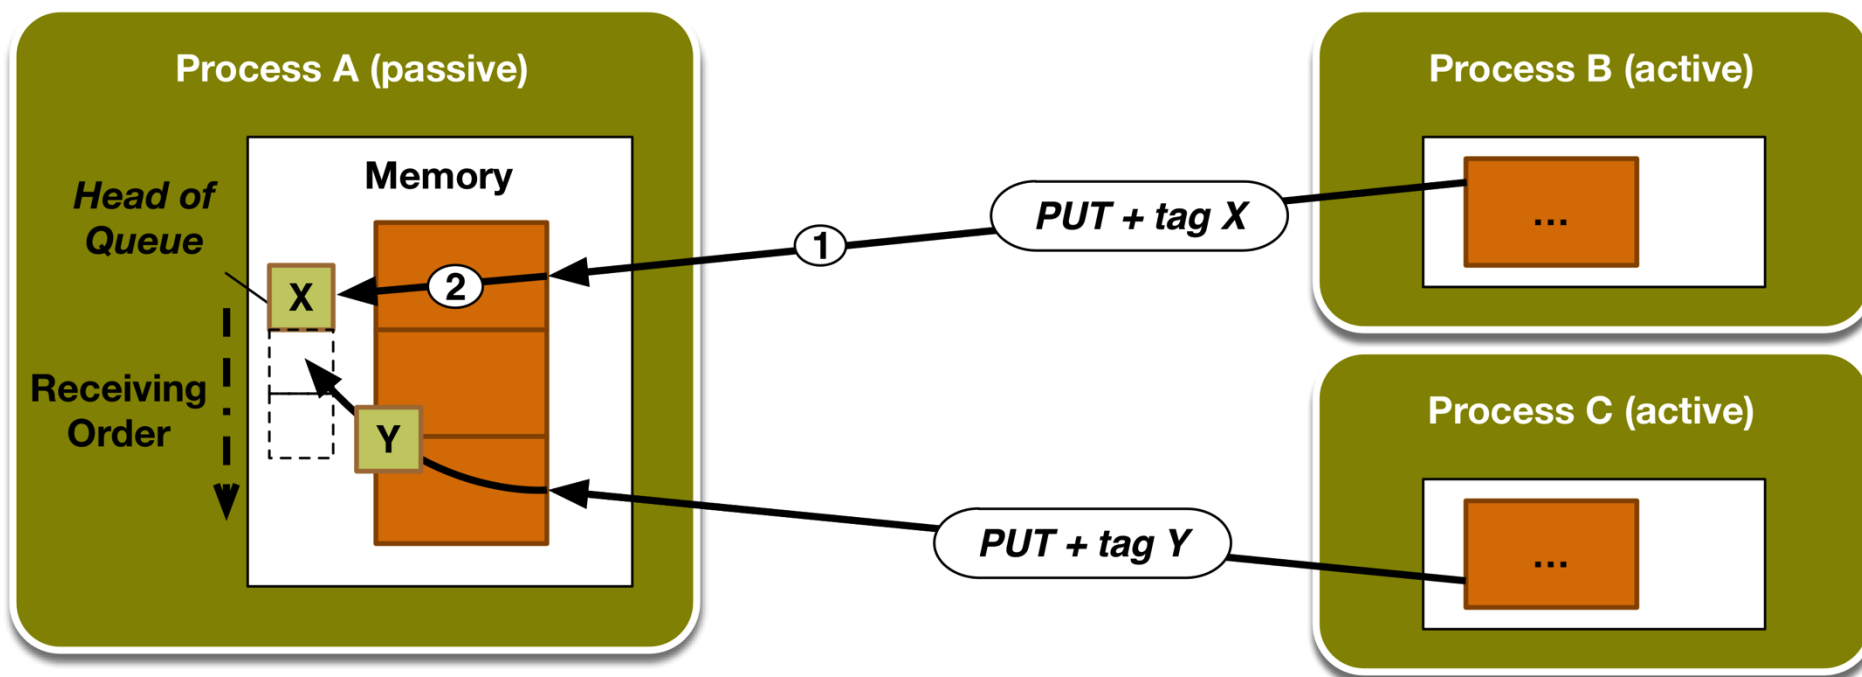 Process A (passive)
Memory
Head of
Queue
X
2
1
PUT + tag X
Receiving
Order
Y
PUT + tag Y
Process B (active)
...
Process C (active)
...